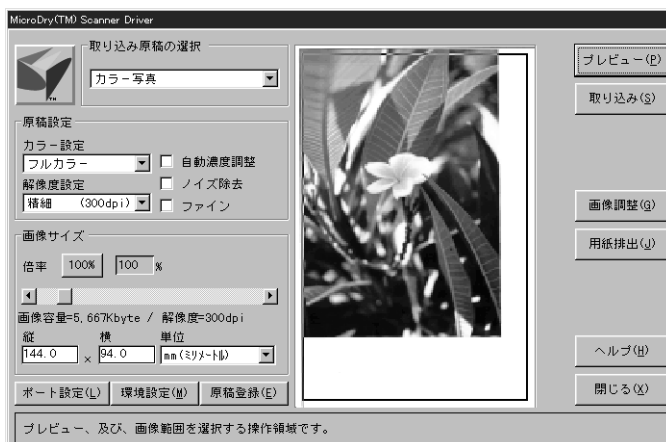 MicroDry(TM) Scanner Driver
取り込み原稿の選択
カラー写真
TM
原稿設定
カラー設定
フルカラー
自動濃度調整
解像度設定
ノイズ除去
精細 (300dpi)
ファイン
画像サイズ
倍率 100% 100 %
画像容量=5,667Kbyte / 解像度=300dpi
縦 横 単位
144.0 × 94.0 mm(ミリメートル)
ポート設定(L) 環境設定(M) 原稿登録(E)
プレビュー(P)
取り込み(S)
画像調整(G)
用紙排出(J)
ヘルプ(H)
閉じる(X)
プレビュー、及び、画像範囲を選択する操作領域です。